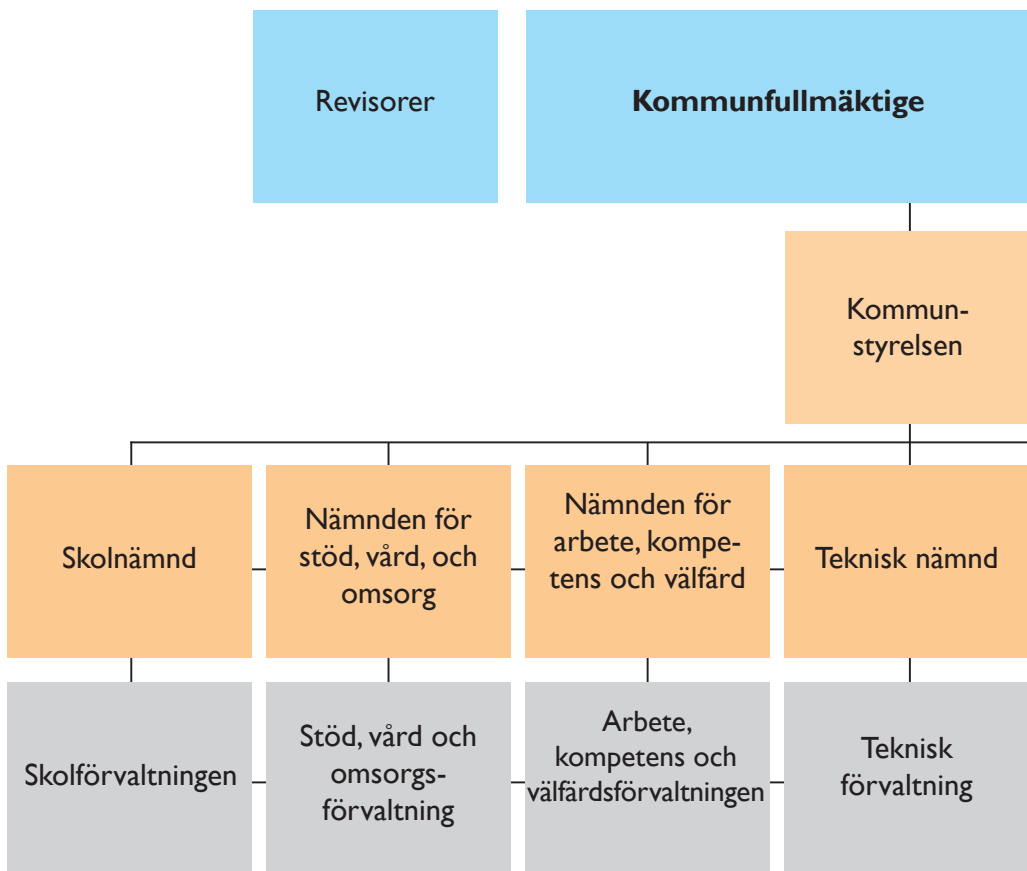 Revisorer
Kommunfullmäktige
Kommun-
styrelsen
Skolnämnd
Nämnden för
stöd, vård, och
omsorg
Nämnden för
arbete, kompe-
tens och välfärd
Teknisk nämnd
Skolförvaltningen
Stöd, vård och
omsorgs-
förvaltning
Arbete,
kompetens och
välfärdsförvaltningen
Teknisk
förvaltning